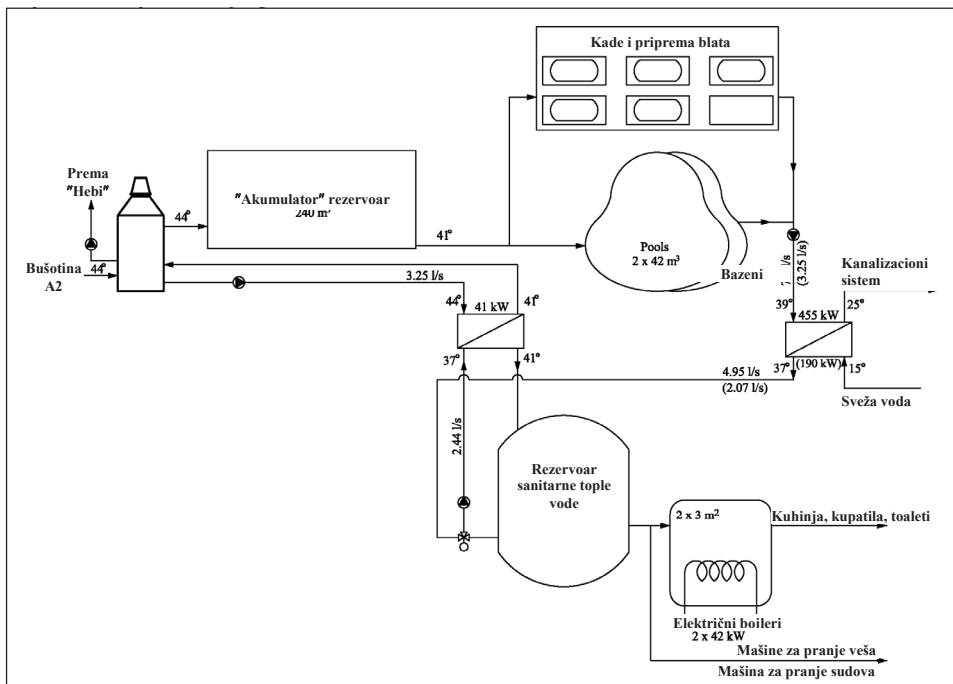 Kade i priprema blata
Prema
"Hebi"
44°
"Akumulator" rezervoar
240 m³
41°
Pools
2 x 42 m³
Bazeni
l/s
(3.25 l/s)
Bušotina
A2
44°
3.25 l/s
44°
41 kW
41°
37°
41°
2.44 l/s
Kanalizacioni
sistem
39°
455 kW
25°
37°
(190 kW)
15°
4.95 l/s
(2.07 l/s)
Sveža voda
Rezervoar
sanitarne tople
vode
2 x 3 m²
Kuhinja, kupatila, toaleti
Električni boileri
2 x 42 kW
Mašine za pranje veša
Mašina za pranje sudova